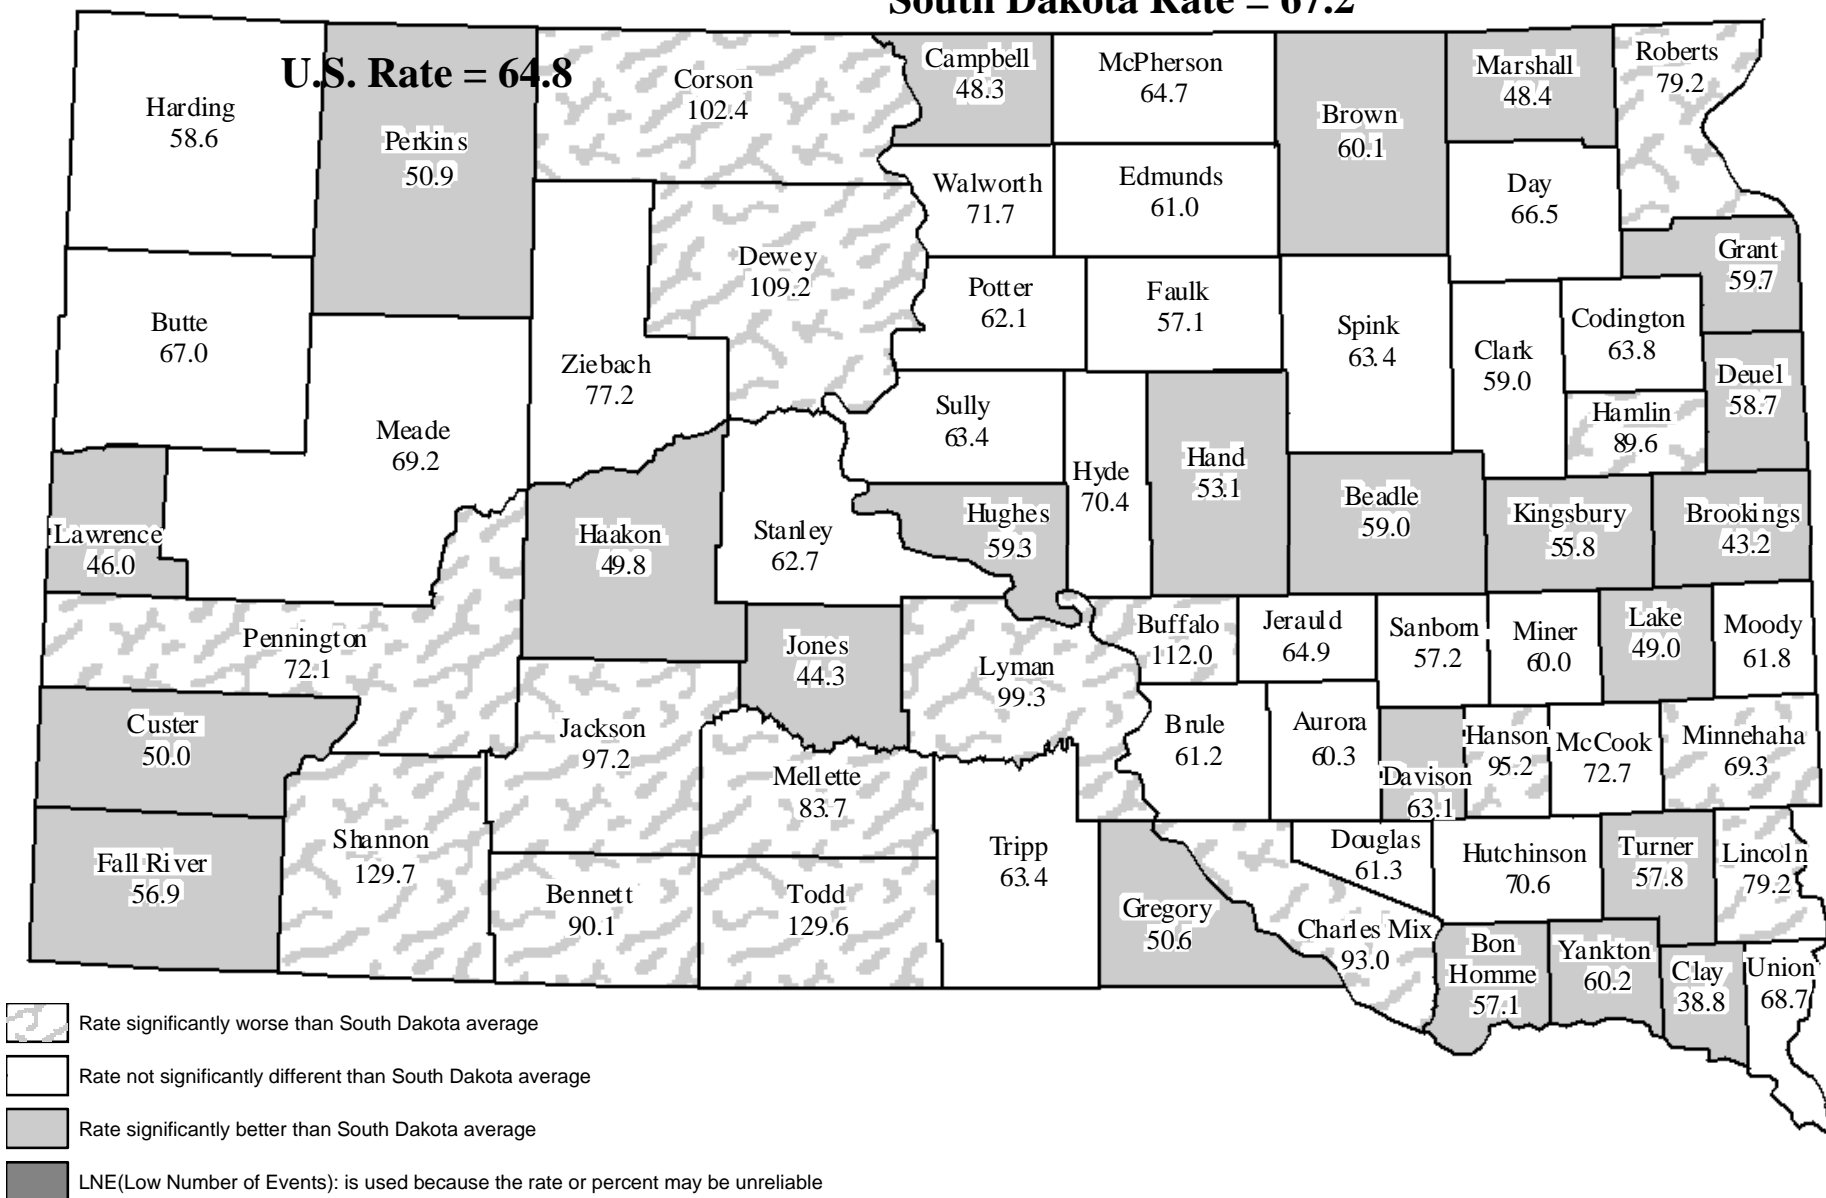 South Dakota Rate = 67.2
U.S. Rate = 64.8
Harding
58.6
Perkins
50.9
Corson
102.4
Campbell
48.3
McPherson
64.7
Brown
60.1
Marshall
48.4
Roberts
79.2
Walworth
71.7
Edmunds
61.0
Day
66.5
Grant
59.7
Dewey
109.2
Butte
67.0
Ziebach
77.2
Potter
62.1
Faulk
57.1
Spink
63.4
Clark
59.0
Codington
63.8
Deuel
58.7
Hamlin
89.6
Meade
69.2
Sully
63.4
Hyde
70.4
Hand
53.1
Lawrence
46.0
Haakon
49.8
Stanley
62.7
Hughes
59.3
Beadle
59.0
Kingsbury
55.8
Brookings
43.2
Pennington
72.1
Jones
44.3
Lyman
99.3
Buffalo
112.0
Jerauld
64.9
Sanborn
57.2
Miner
60.0
Lake
49.0
Moody
61.8
Custer
50.0
Jackson
97.2
Mellette
83.7
Brule
61.2
Aurora
60.3
Davison
63.1
Hanson
95.2
McCook
72.7
Minnehaha
69.3
Fall River
56.9
Shannon
129.7
Bennett
90.1
Todd
129.6
Tripp
63.4
Gregory
50.6
Charles Mix
93.0
Douglas
61.3
Hutchinson
70.6
Turner
57.8
Lincoln
79.2
Bon
Homme
57.1
Yankton
60.2
Clay
38.8
Union
68.7
Rate significantly worse than South Dakota average
Rate not significantly different than South Dakota average
Rate significantly better than South Dakota average
LNE(Low Number of Events): is used because the rate or percent may be unreliable